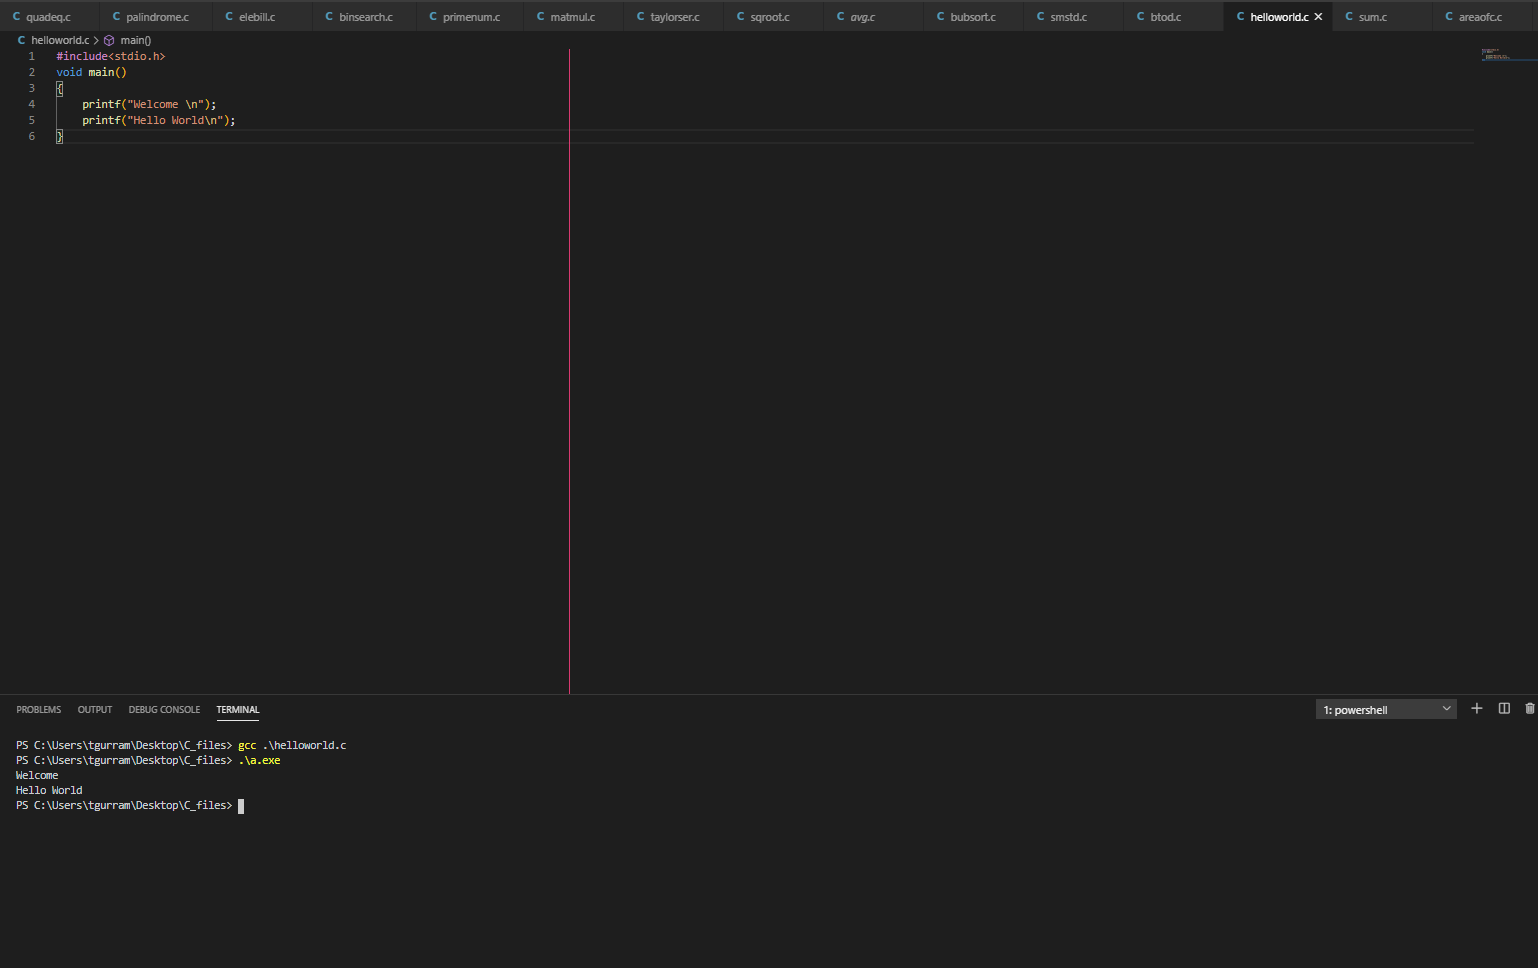 C quadeq.c C palindrome.c C elebill.c C binsearch.c C primenum.c C matmul.c C taylorser.c C sqroot.c C avg.c C bubsort.c C smstd.c C btod.c C helloworld.c × C sum.c C areaofc.c
C helloworld.c > main()
1 #include<stdio.h>
2 void main()
3 {
4 printf("Welcome \n");
5 printf("Hello World\n");
6 }
PROBLEMS OUTPUT DEBUG CONSOLE TERMINAL 1: powershell
PS C:\Users\tgurram\Desktop\C_files> gcc .\helloworld.c
PS C:\Users\tgurram\Desktop\C_files> .\a.exe
Welcome
Hello World
PS C:\Users\tgurram\Desktop\C_files>